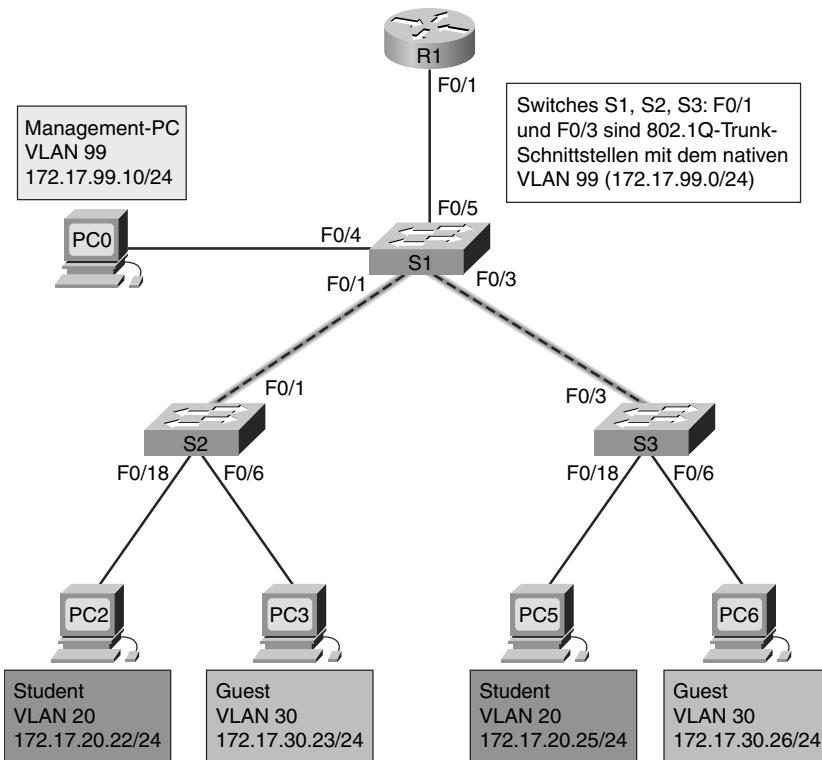 R1
F0/1
Switches S1, S2, S3: F0/1
und F0/3 sind 802.1Q-Trunk-
Schnittstellen mit dem nativen
VLAN 99 (172.17.99.0/24)
Management-PC
VLAN 99
172.17.99.10/24
F0/5
PC0
F0/4
S1
F0/1
F0/3
F0/1
F0/3
S2
S3
F0/18
F0/6
F0/18
F0/6
PC2
PC3
PC5
PC6
Student
VLAN 20
172.17.20.22/24
Guest
VLAN 30
172.17.30.23/24
Student
VLAN 20
172.17.20.25/24
Guest
VLAN 30
172.17.30.26/24